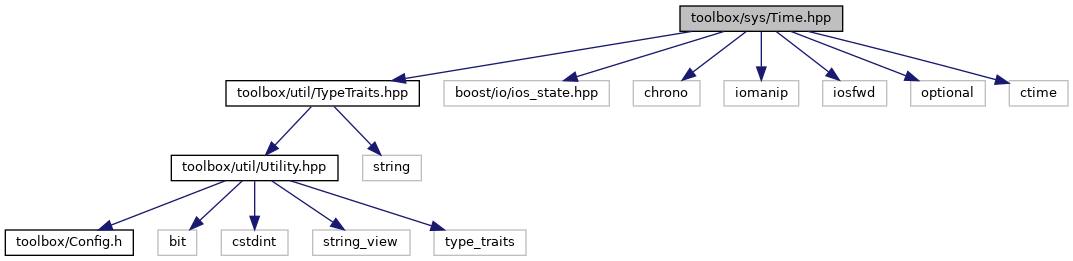 toolbox/sys/Time.hpp
toolbox/util/TypeTraits.hpp
boost/io/ios_state.hpp
chrono
iomanip
iosfwd
optional
ctime
toolbox/util/Utility.hpp
string
toolbox/Config.h
bit
cstdint
string_view
type_traits